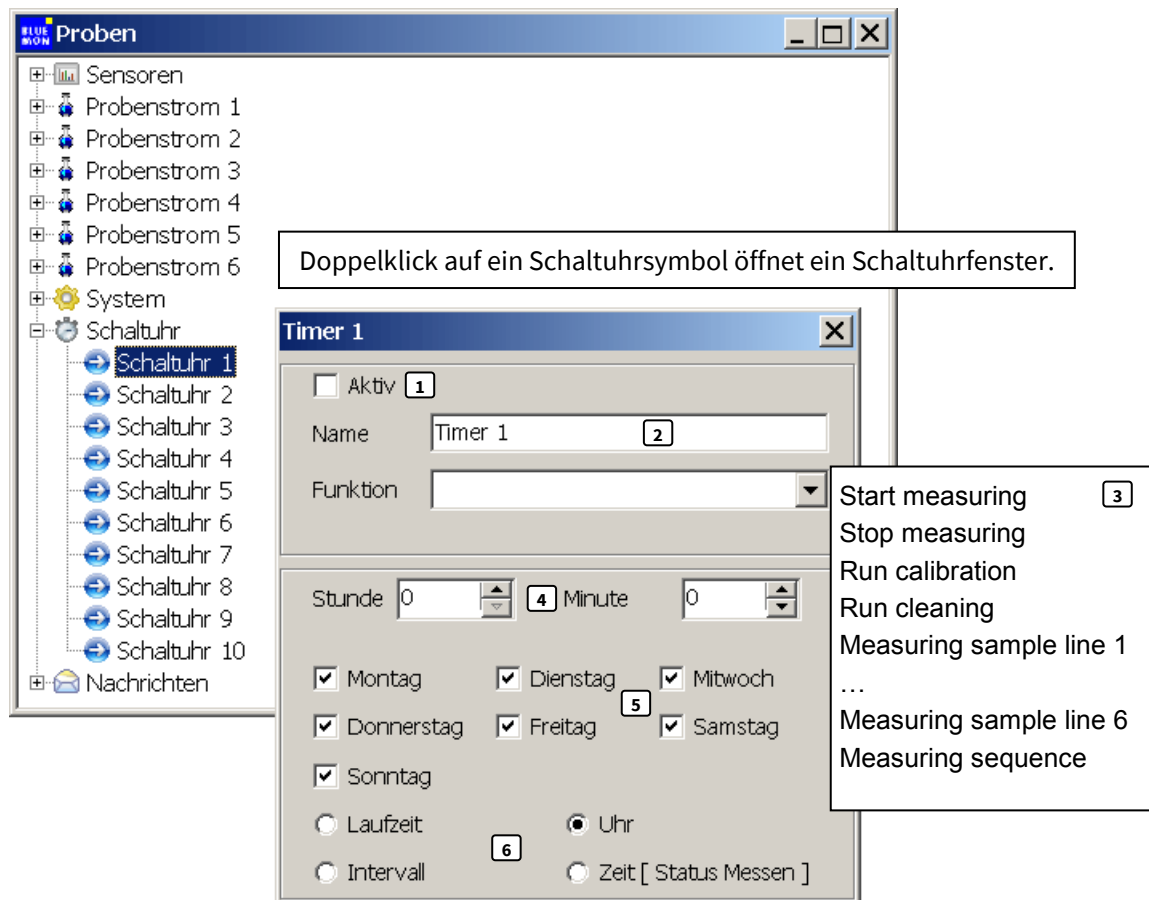 BLUE MON Proben
Sensoren
Probenstrom 1
Probenstrom 2
Probenstrom 3
Probenstrom 4
Probenstrom 5
Probenstrom 6
System
Schaltuhr
Schaltuhr 1
Schaltuhr 2
Schaltuhr 3
Schaltuhr 4
Schaltuhr 5
Schaltuhr 6
Schaltuhr 7
Schaltuhr 8
Schaltuhr 9
Schaltuhr 10
Nachrichten
Doppelklick auf ein Schaltuhrsymbol öffnet ein Schaltuhrfenster.
Timer 1
Aktiv 1
Name Timer 1 2
Funktion
Start measuring 3
Stop measuring
Run calibration
Run cleaning
Measuring sample line 1
…
Measuring sample line 6
Measuring sequence
Stunde 0 4 Minute 0
Montag Dienstag Mitwoch
5
Donnerstag Freitag Samstag
Sonntag
Laufzeit Uhr
6
Intervall Zeit [ Status Messen ]